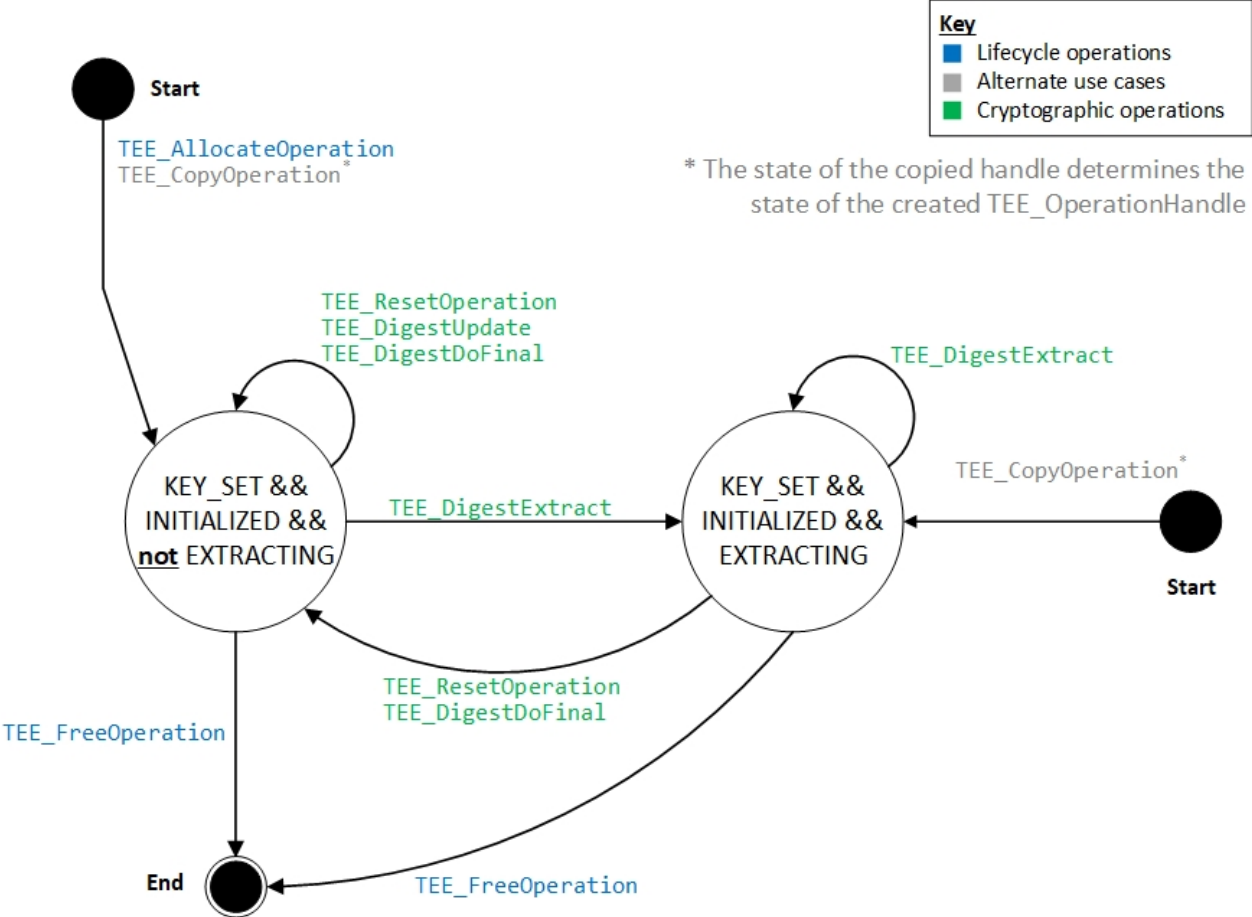 Key
Lifecycle operations
Alternate use cases
Cryptographic operations
Start
TEE_AllocateOperation
TEE_CopyOperation*
* The state of the copied handle determines the
state of the created TEE_OperationHandle
TEE_ResetOperation
TEE_DigestUpdate
TEE_DigestDoFinal
TEE_DigestExtract
KEY_SET &&
INITIALIZED &&
not EXTRACTING
TEE_DigestExtract
KEY_SET &&
INITIALIZED &&
EXTRACTING
TEE_CopyOperation*
Start
TEE_ResetOperation
TEE_DigestDoFinal
TEE_FreeOperation
End
TEE_FreeOperation